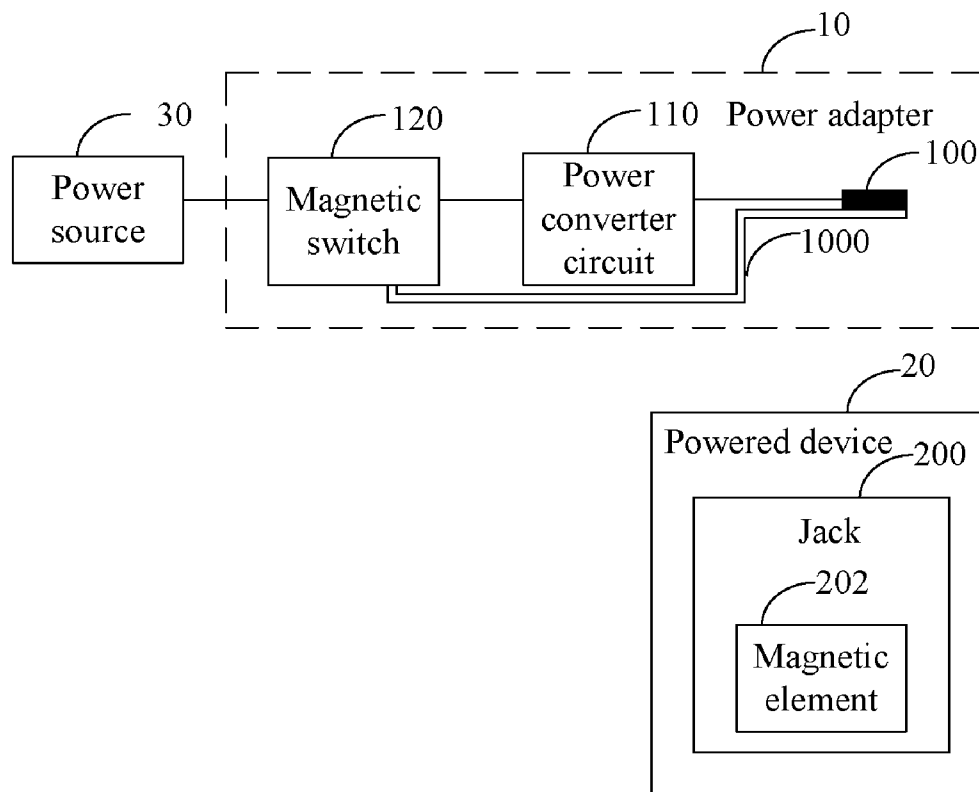 10
30
120
110
Power adapter
100
Power
source
Magnetic
switch
Power
converter
circuit
1000
20
Powered device
200
Jack
202
Magnetic
element